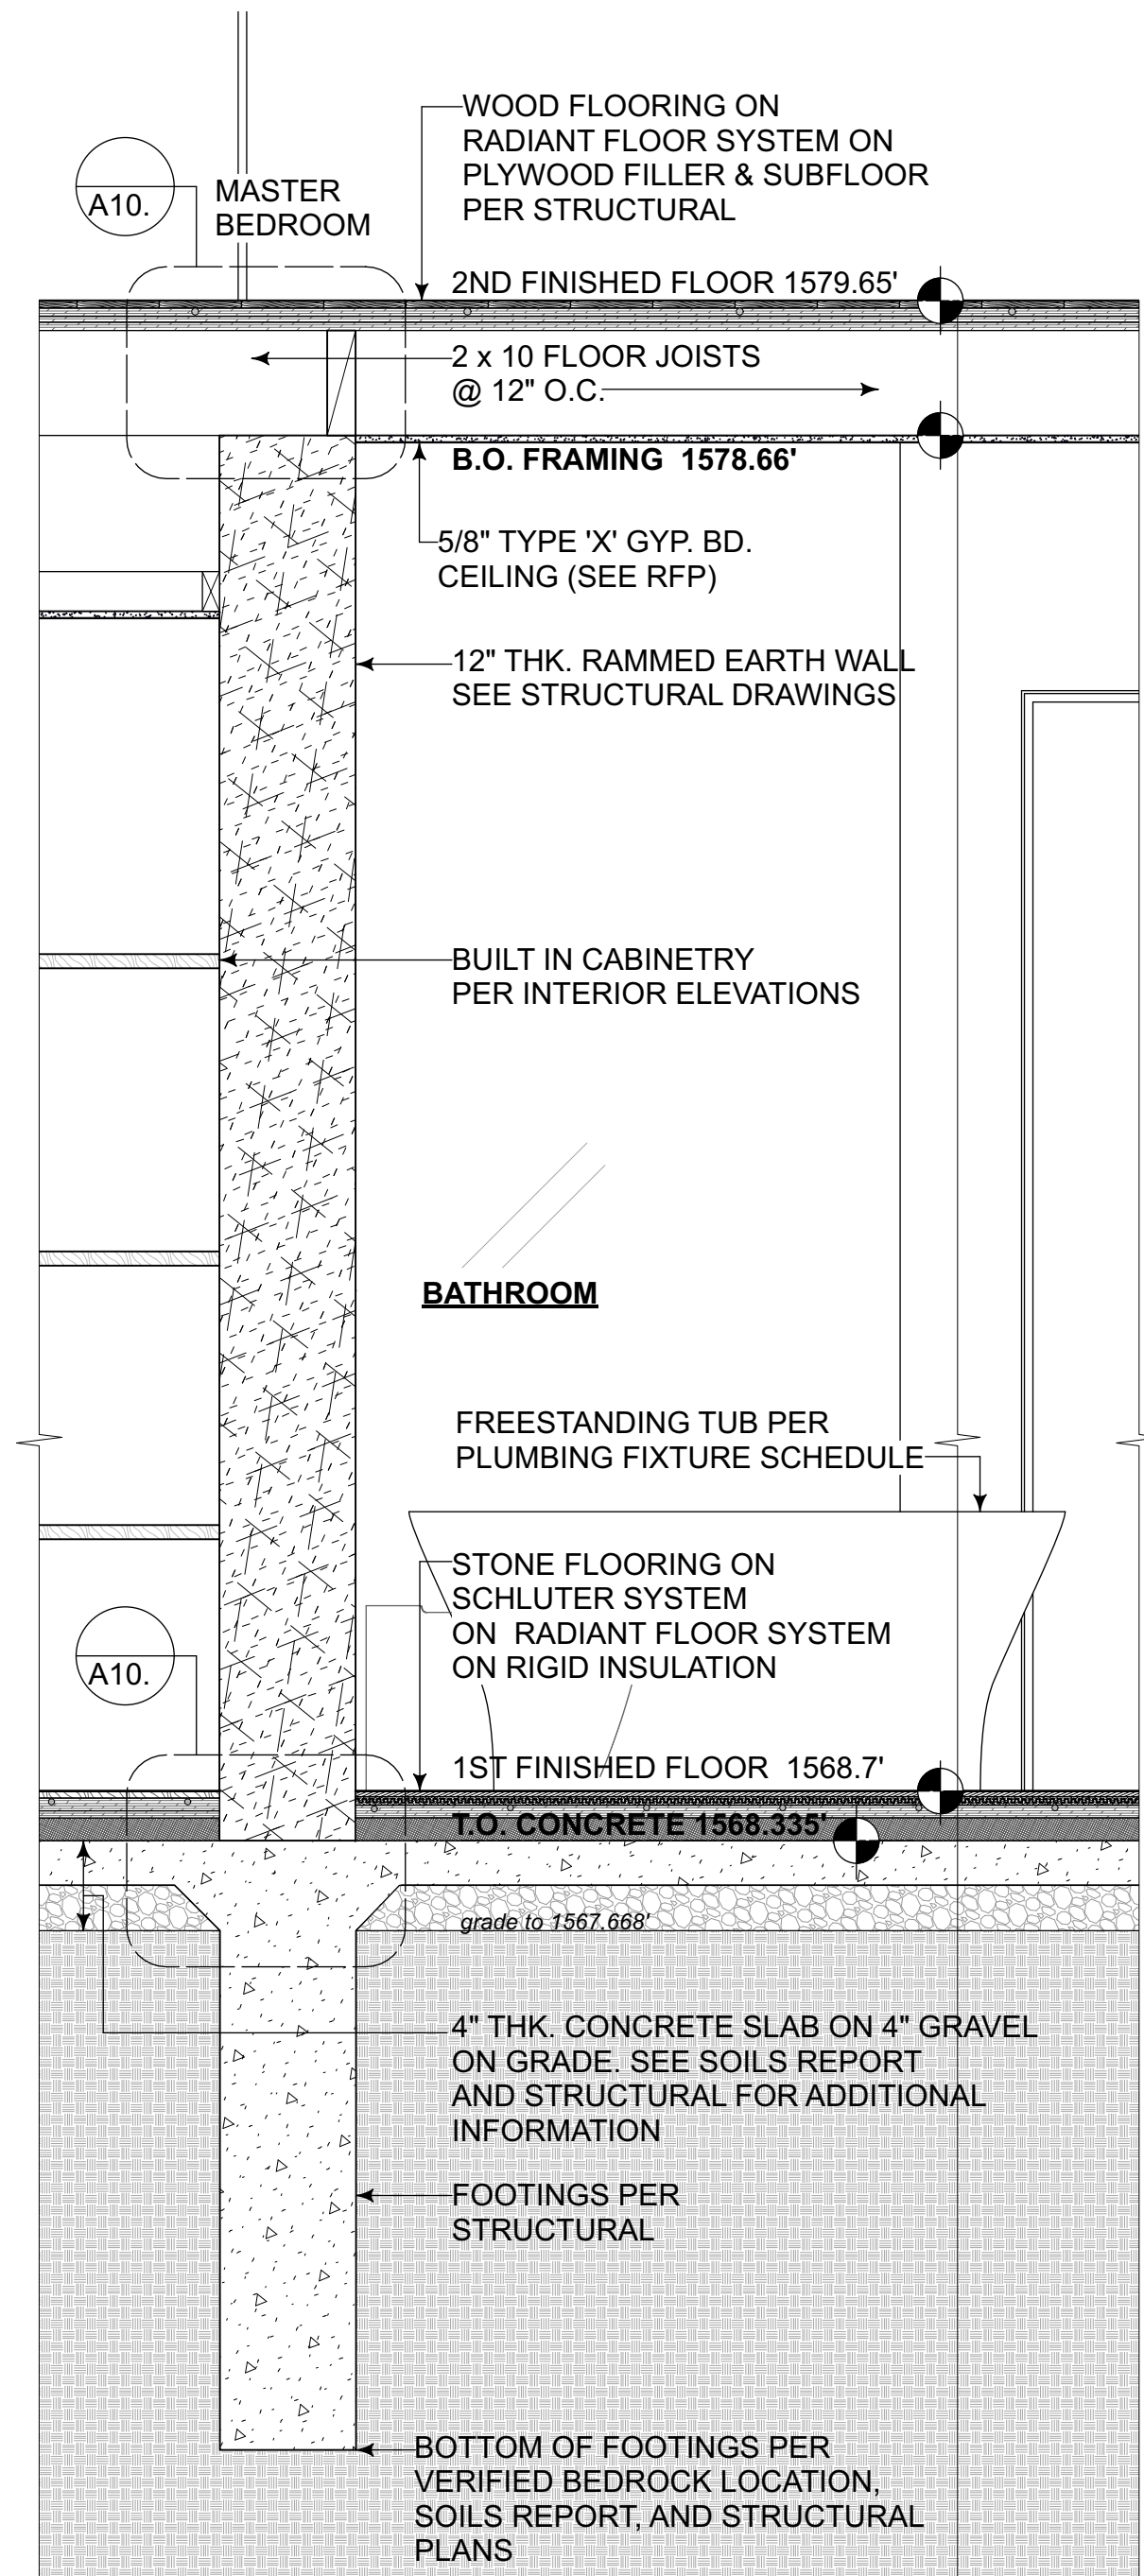 WOOD FLOORING ON
RADIANT FLOOR SYSTEM ON
PLYWOOD FILLER & SUBFLOOR
PER STRUCTURAL
A10.
MASTER
BEDROOM
2ND FINISHED FLOOR 1579.65'
2 x 10 FLOOR JOISTS
@ 12" O.C.
B.O. FRAMING 1578.66'
5/8" TYPE 'X' GYP. BD.
CEILING (SEE RFP)
12" THK. RAMMED EARTH WALL
SEE STRUCTURAL DRAWINGS
BUILT IN CABINETRY
PER INTERIOR ELEVATIONS
BATHROOM
FREESTANDING TUB PER
PLUMBING FIXTURE SCHEDULE
STONE FLOORING ON
SCHLUTER SYSTEM
ON RADIANT FLOOR SYSTEM
ON RIGID INSULATION
A10.
1ST FINISHED FLOOR 1568.7'
T.O. CONCRETE 1568.335'
grade to 1567.668'
4" THK. CONCRETE SLAB ON 4" GRAVEL
ON GRADE. SEE SOILS REPORT
AND STRUCTURAL FOR ADDITIONAL
INFORMATION
FOOTINGS PER
STRUCTURAL
BOTTOM OF FOOTINGS PER
VERIFIED BEDROCK LOCATION,
SOILS REPORT, AND STRUCTURAL
PLANS